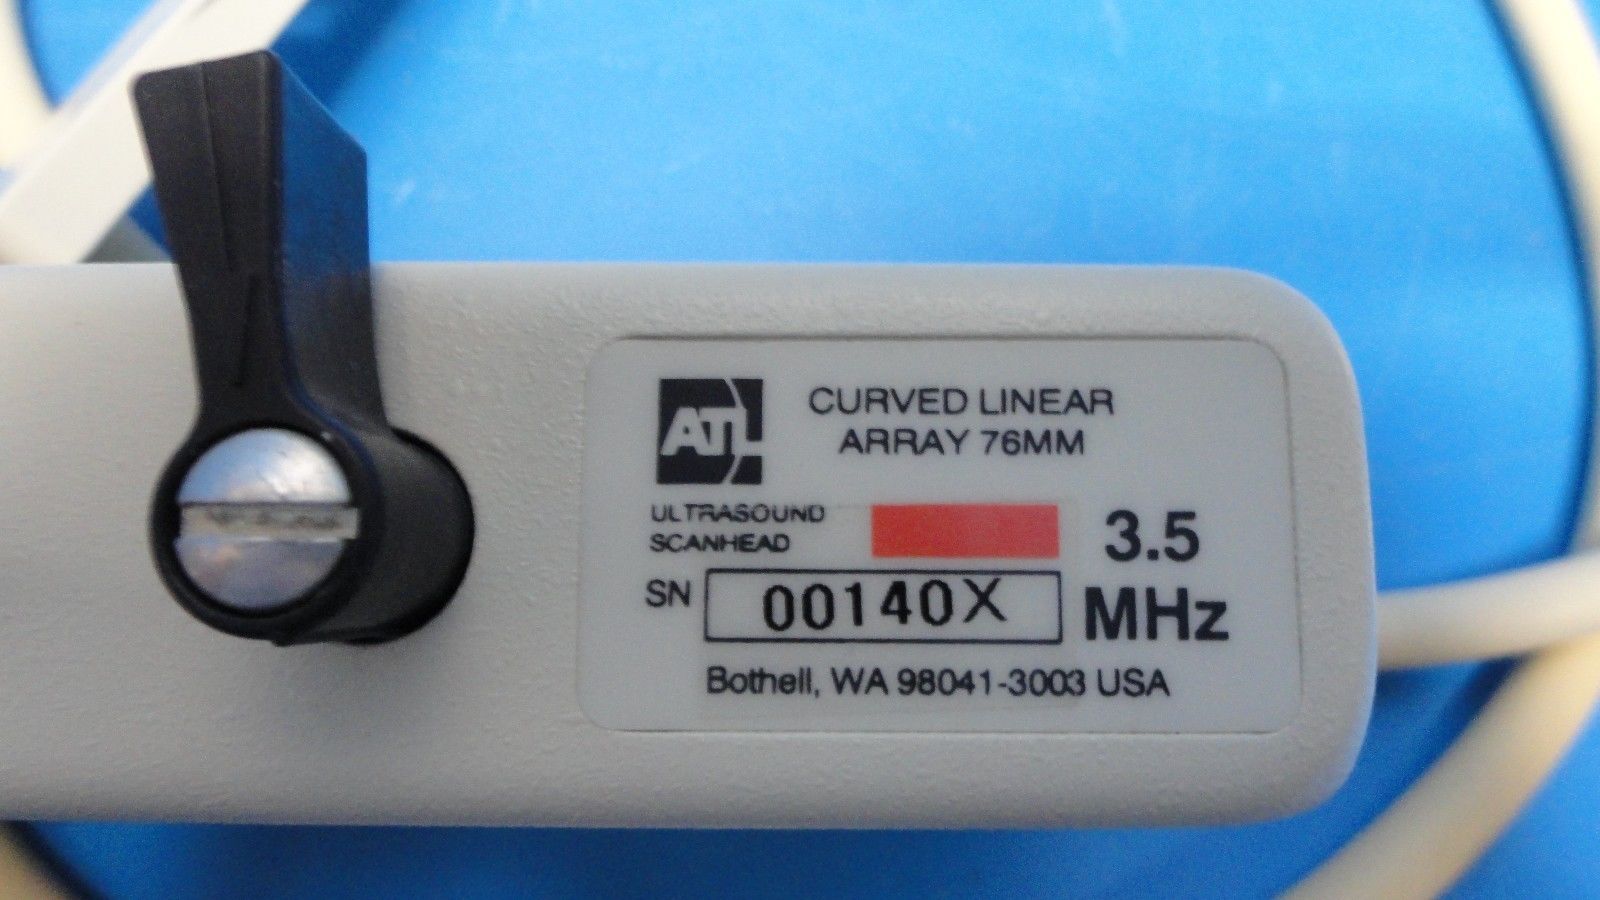 ATL
CURVED LINEAR
ARRAY 76MM
ULTRASOUND
SCANHEAD
3.5
MHz
SN 00140X
Bothell, WA 98041-3003 USA